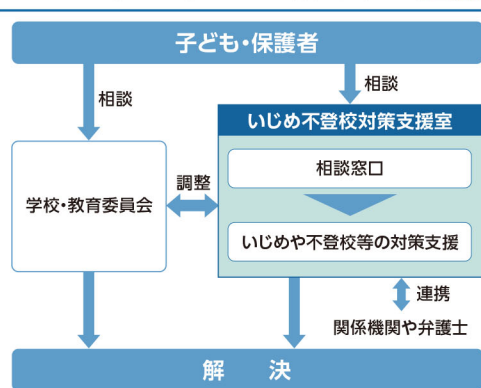 子ども・保護者
相談
相談
いじめ不登校対策支援室
相談窓口
学校・教育委員会
調整
いじめや不登校等の対策支援
連携
関係機関や弁護士
解　決